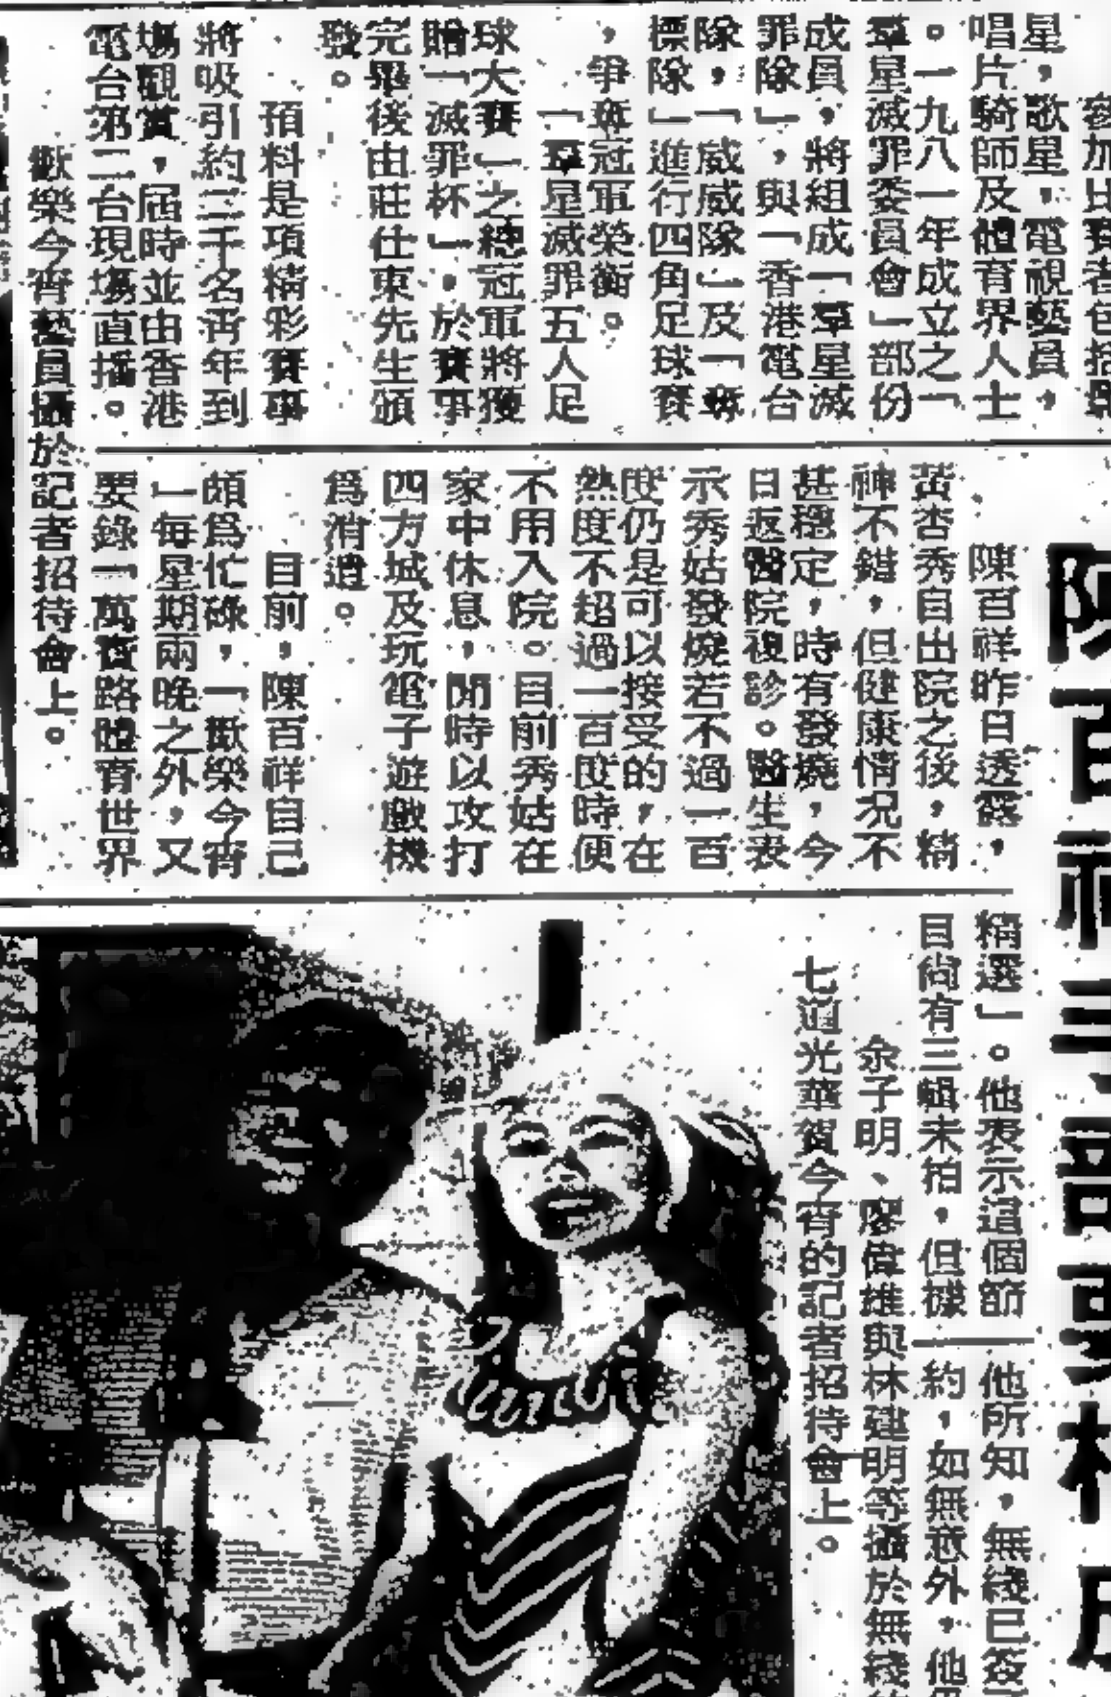 參加比賽者包括
星，歌星，電視藝員，
唱片騎師及體育界人士
。一九八一年成立之「
羣星滅罪委員會」部份
成員，將組成「羣星滅
罪隊」，與「香港電台
隊，「威威隊」及「奪
標隊」進行四角足球賽
，爭奪冠軍榮銜。
「羣星滅罪五人足
球大賽」之總冠軍將獲
贈「滅罪杯」，於賽事
完畢後由莊仕東先生頒
發。
預料是項精彩賽事
將吸引約三千名靑年到
塲觀賞，屆時並由香港
電台第二台現塲直播。
歡樂今宵藝員攝於記者招待會上。
陳百祥
陳百祥昨日透露，
黃杏秀自出院之後，精
神不錯，但健康情況不
甚穩定，時有發燒，今
日返醫院複診。醫生表
示秀姑發燒若不過一百
度仍是可以接受的，在
熱度不超過一百度時便
不用入院。目前秀姑在
家中休息，閒時以攻打
四方城及玩電子遊戲機
爲消遣。
目前，陳百祥自己
頗爲忙碌，「歡樂今宵
」每星期兩晚之外，又
要錄「萬寶路體育世界
精選」。他表示這個節
目尙有三輯未拍，但據
他所知，無綫已簽
約，如無意外，他
余子明、廖偉雄與林建明等攝於無綫
七道光華賀今宵的記者招待會上。